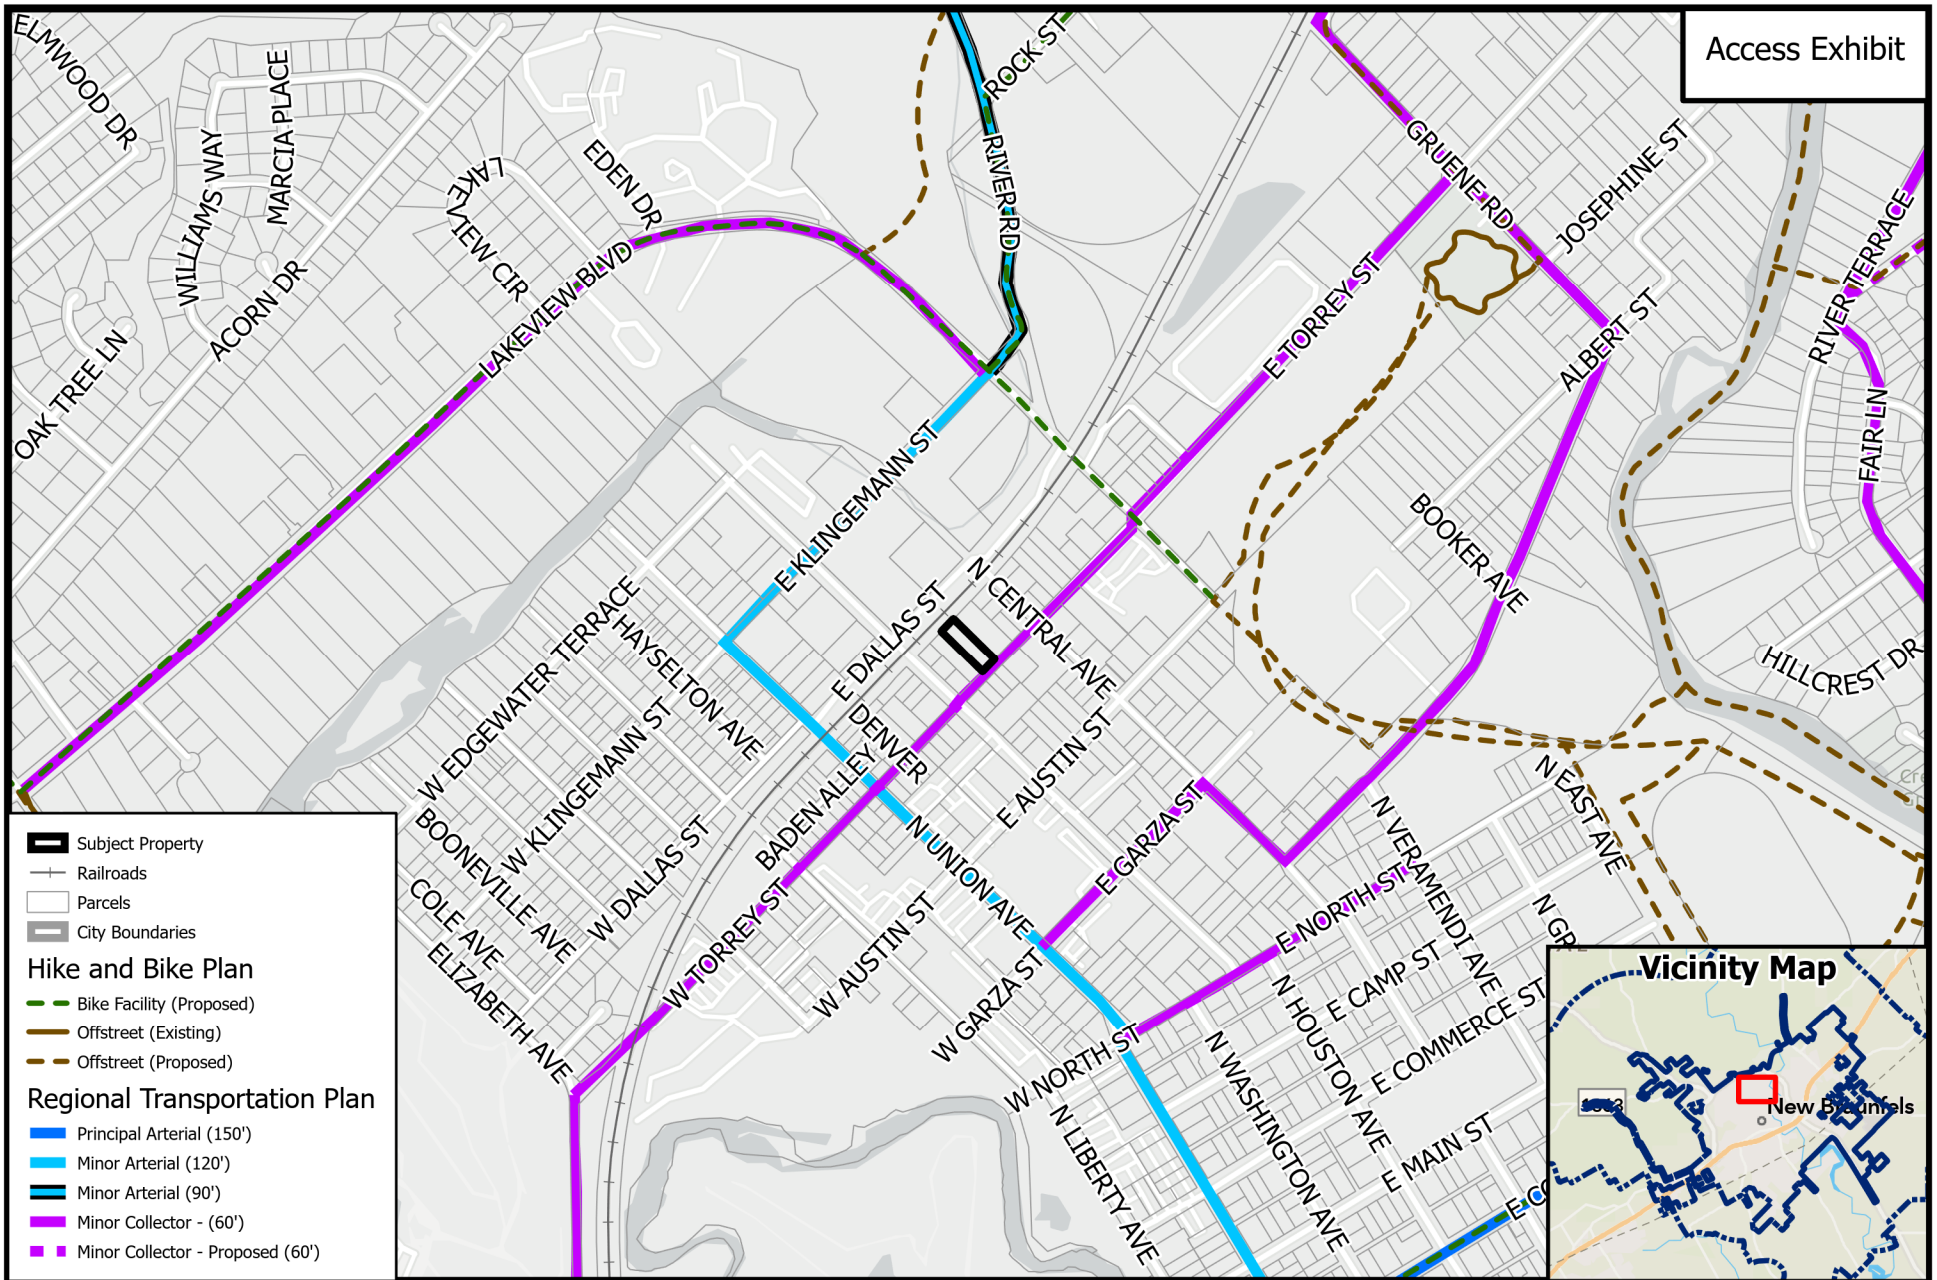 Access Exhibit
ELMWOOD DR
MARCIA PLACE
WILLIAMS WAY
ACORN DR
OAK TREE LN
LAKEVIEW CIR
EDEN DR
LAKEVIEW BLVD
ROCK ST
RIVER RD
GRUENE RD
JOSEPHINE ST
E TORREY ST
ALBERT ST
RIVER TERRACE
FAIR LN
BOOKER AVE
HILLCREST DR
E KLINGEMANN ST
N CENTRAL AVE
E DALLAS ST
W EDGEWATER TERRACE
HAYSELTON AVE
W KLINGEMANN ST
BOONEVILLE AVE
COLE AVE
ELIZABETH AVE
W DALLAS ST
DENVER
BADEN ALLEY
E AUSTIN ST
N UNION AVE
W TORREY ST
W AUSTIN ST
E GARZA ST
W GARZA ST
N EAST AVE
N VERAMENDI AVE
E NORTH ST
W NORTH ST
N GR
E CAMP ST
N HOUSTON AVE
E COMMERCE ST
N WASHINGTON AVE
N LIBERTY AVE
E MAIN ST
E CO
Cre
G
Subject Property
Railroads
Parcels
City Boundaries
Hike and Bike Plan
Bike Facility (Proposed)
Offstreet (Existing)
Offstreet (Proposed)
Regional Transportation Plan
Principal Arterial (150')
Minor Arterial (120')
Minor Arterial (90')
Minor Collector - (60')
Minor Collector - Proposed (60')
Vicinity Map
New Braunfels